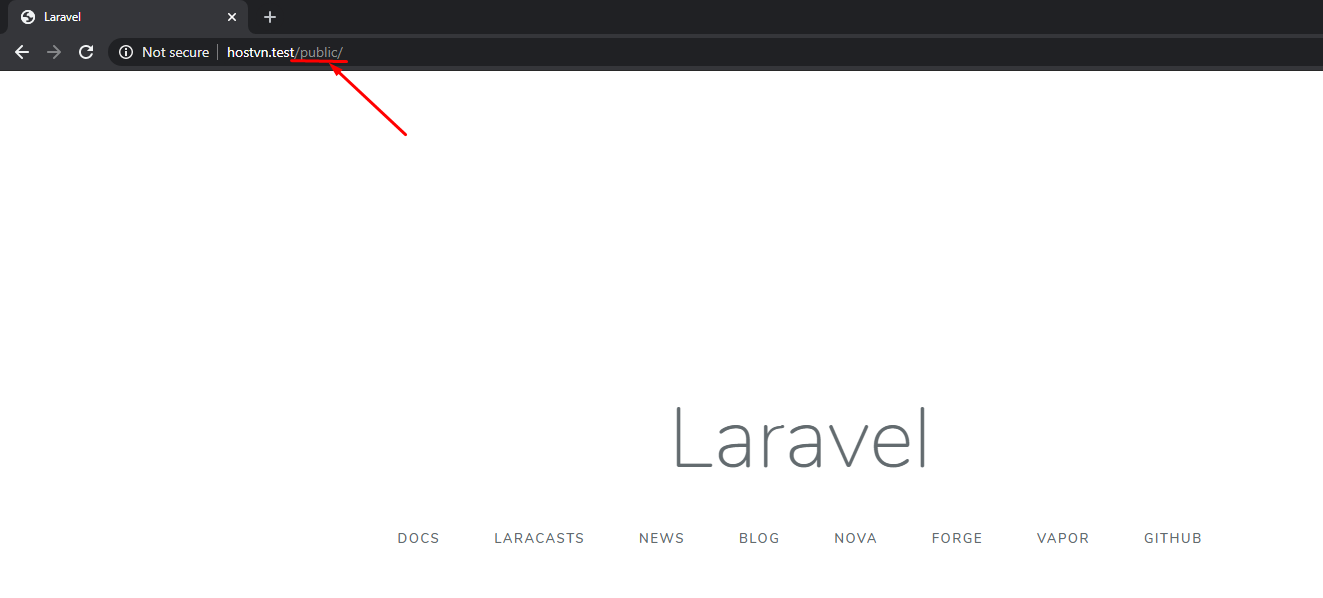 Laravel
Not secure hostvn.test/public/
Laravel
DOCS LARACASTS NEWS BLOG NOVA FORGE VAPOR GITHUB